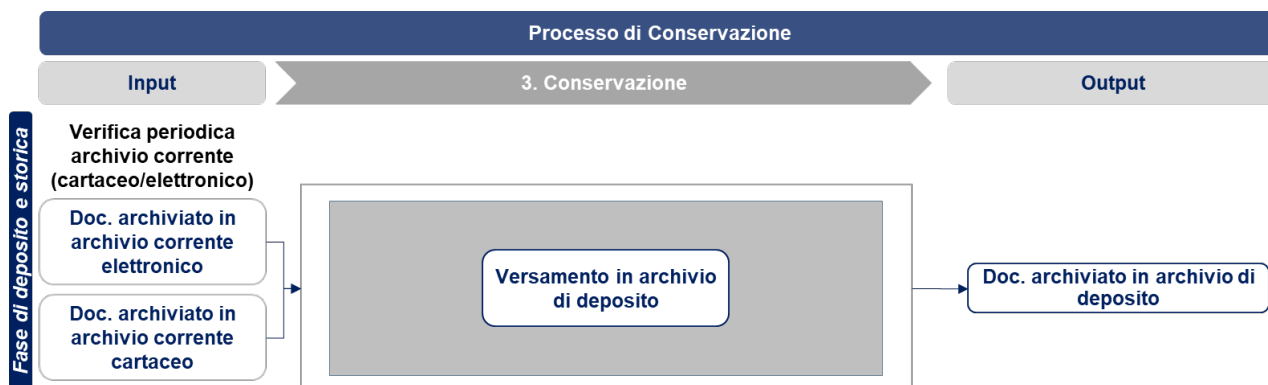 Processo di Conservazione
Input
3. Conservazione
Output
Fase di deposito e storica
Verifica periodica
archivio corrente
(cartaceo/elettronico)
Doc. archiviato in
archivio corrente
elettronico
Doc. archiviato in
archivio corrente
cartaceo
Versamento in archivio
di deposito
Doc. archiviato in archivio di
deposito